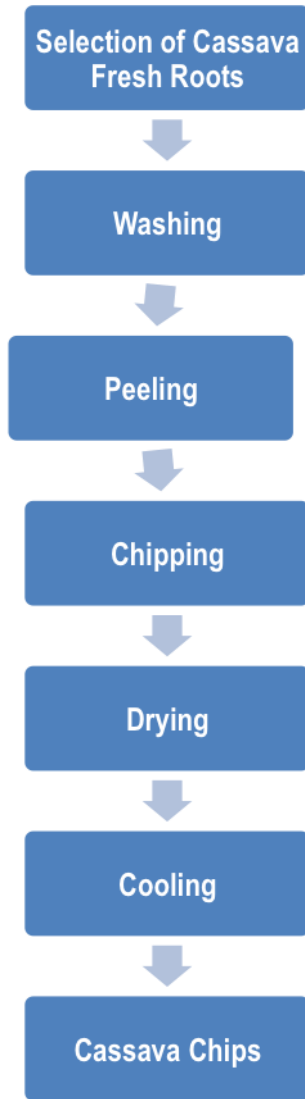 Selection of Cassava
Fresh Roots
Washing
Peeling
Chipping
Drying
Cooling
Cassava Chips